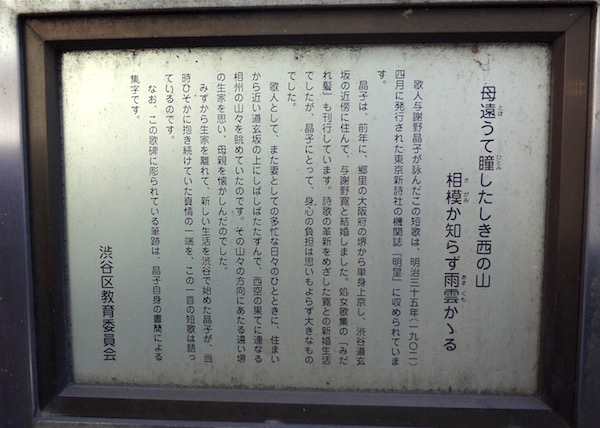 母遠うて瞳したしき西の山
とほ
ひとみ
相模か知らず雨雲かゝる
さがみ
あまぐも
歌人与謝野晶子が詠んだこの短歌は、明治三十五年(一九〇二)
四月に発行された東京新詩社の機関誌「明星」に収められていま
す。
晶子は、前年に、郷里の大阪府の堺から単身上京し、渋谷道玄
坂の近傍に住んで、与謝野寛と結婚しました。処女歌集の『みだ
れ髪』も刊行しています。詩歌の革新をめざした寛との新婚生活
でしたが、晶子にとって、身心の負担は思いもよらず大きなもの
でした。
歌人として、また妻としての多忙な日々のひとときに、住まい
から近い道玄坂の上にしばしばたたずんで、西空の果てに連なる
相州の山々を眺めていたのです。その山々の方向にあたる遠い堺
の生家を思い、母親を懐かしんだのでした。
みずから生家を離れて、新しい生活を渋谷で始めた晶子が、当
時ひそかに抱き続けていた真情の一端を、この一首の短歌は語っ
ているのです。
なお、この歌碑に彫られている筆跡は、晶子自身の書簡による
集字です。
渋谷区教育委員会